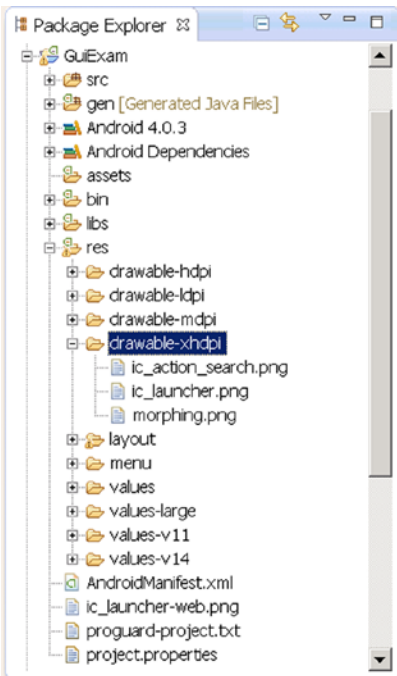 Package Explorer
GuiExam
src
gen [Generated Java Files]
Android 4.0.3
Android Dependencies
assets
bin
libs
res
drawable-hdpi
drawable-ldpi
drawable-mdpi
drawable-xhdpi
ic_action_search.png
ic_launcher.png
morphing.png
layout
menu
values
values-large
values-v11
values-v14
AndroidManifest.xml
ic_launcher-web.png
proguard-project.txt
project.properties